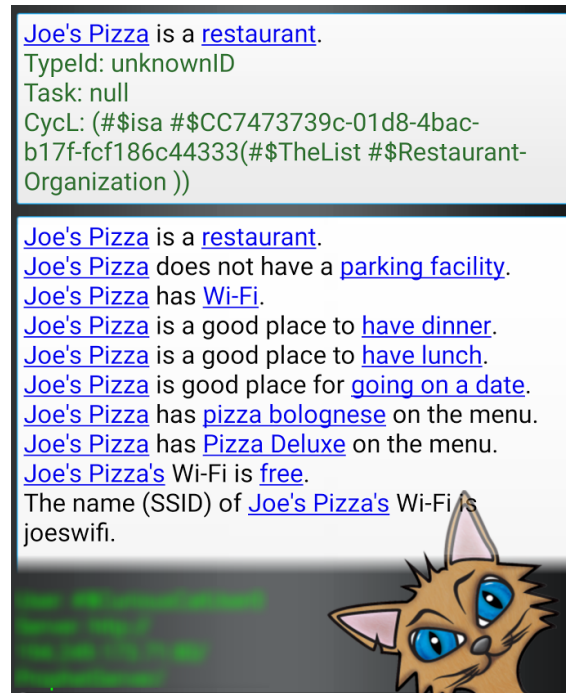 Joe's Pizza is a restaurant.
TypeId: unknownID
Task: null
CycL: (#$isa #$CC7473739c-01d8-4bac-
b17f-fcf186c44333(#$TheList #$Restaurant-
Organization ))
Joe's Pizza is a restaurant.
Joe's Pizza does not have a parking facility.
Joe's Pizza has Wi-Fi.
Joe's Pizza is a good place to have dinner.
Joe's Pizza is a good place to have lunch.
Joe's Pizza is good place for going on a date.
Joe's Pizza has pizza bolognese on the menu.
Joe's Pizza has Pizza Deluxe on the menu.
Joe's Pizza's Wi-Fi is free.
The name (SSID) of Joe's Pizza's Wi-Fi is
joeswifi.